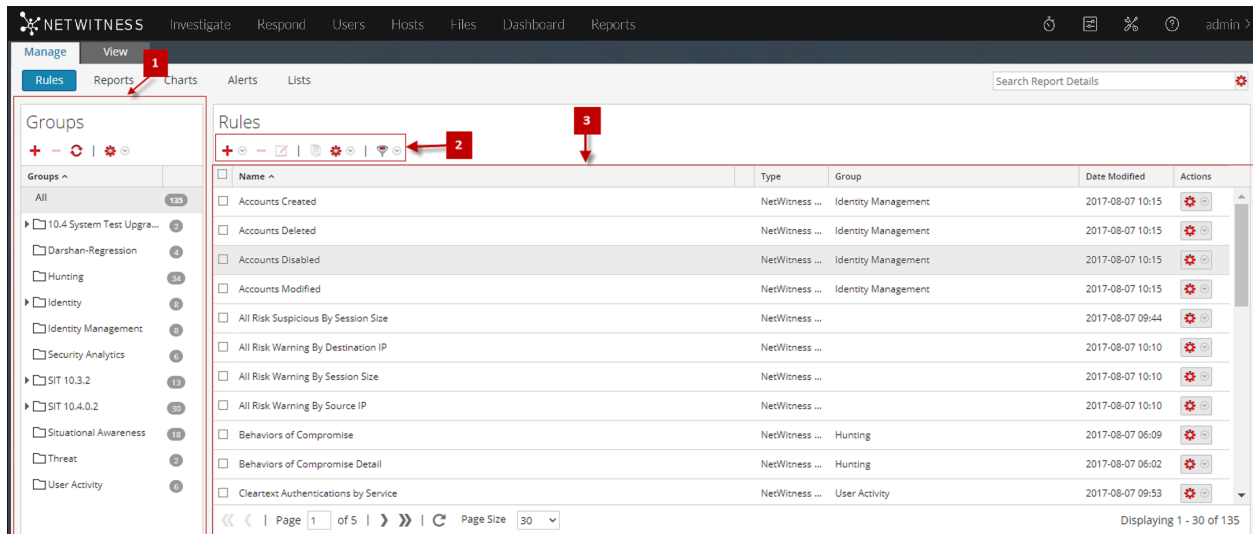 NETWITNESS Investigate Respond Users Hosts Files Dashboard Reports admin
Manage View
1
Rules Reports Charts Alerts Lists Search Report Details
Groups
Rules
3
2
Groups
Name Type Group Date Modified Actions
All 135
10.4 System Test Upgra... 2
Darshan-Regression 4
Hunting 34
Identity 8
Identity Management 8
Security Analytics 6
SIT 10.3.2 13
SIT 10.4.0.2 30
Situational Awareness 18
Threat 2
User Activity 6
Accounts Created NetWitness ... Identity Management 2017-08-07 10:15
Accounts Deleted NetWitness ... Identity Management 2017-08-07 10:15
Accounts Disabled NetWitness ... Identity Management 2017-08-07 10:15
Accounts Modified NetWitness ... Identity Management 2017-08-07 10:15
All Risk Suspicious By Session Size NetWitness ... 2017-08-07 09:44
All Risk Warning By Destination IP NetWitness ... 2017-08-07 10:10
All Risk Warning By Session Size NetWitness ... 2017-08-07 10:10
All Risk Warning By Source IP NetWitness ... 2017-08-07 10:10
Behaviors of Compromise NetWitness ... Hunting 2017-08-07 06:09
Behaviors of Compromise Detail NetWitness ... Hunting 2017-08-07 06:02
Cleartext Authentications by Service NetWitness ... User Activity 2017-08-07 09:53
Page 1 of 5 Page Size 30 Displaying 1 - 30 of 135